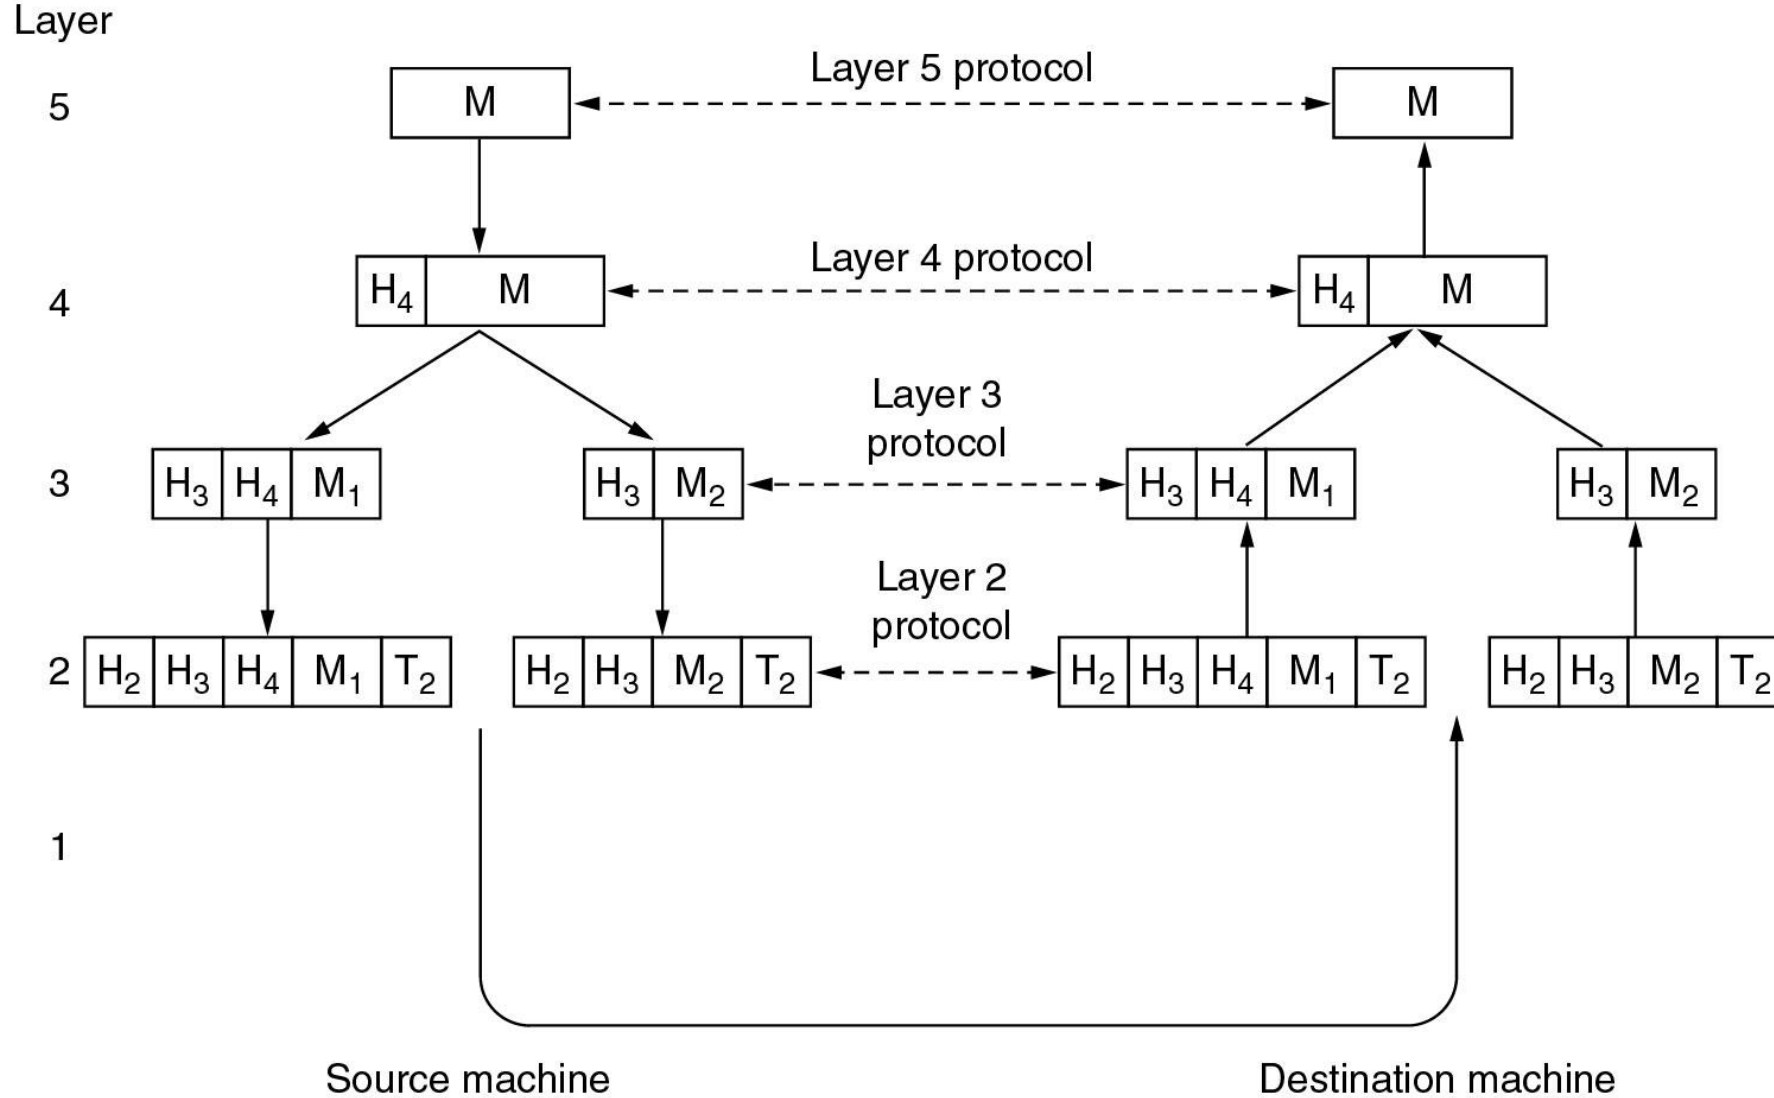 Layer
5 M Layer 5 protocol M
4 H₄ M Layer 4 protocol H₄ M
Layer 3
protocol
3 H₃ H₄ M₁ H₃ M₂ H₃ H₄ M₁ H₃ M₂
Layer 2
protocol
2 H₂ H₃ H₄ M₁ T₂ H₂ H₃ M₂ T₂ H₂ H₃ H₄ M₁ T₂ H₂ H₃ M₂ T₂
1
Source machine Destination machine